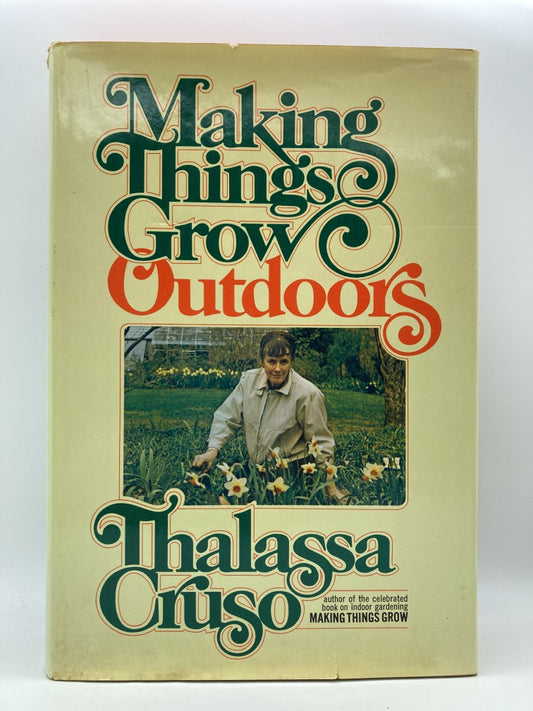 Making
Things
Grow
Outdoors
Thalassa
Cruso
author of the celebrated
book on indoor gardening
MAKING THINGS GROW